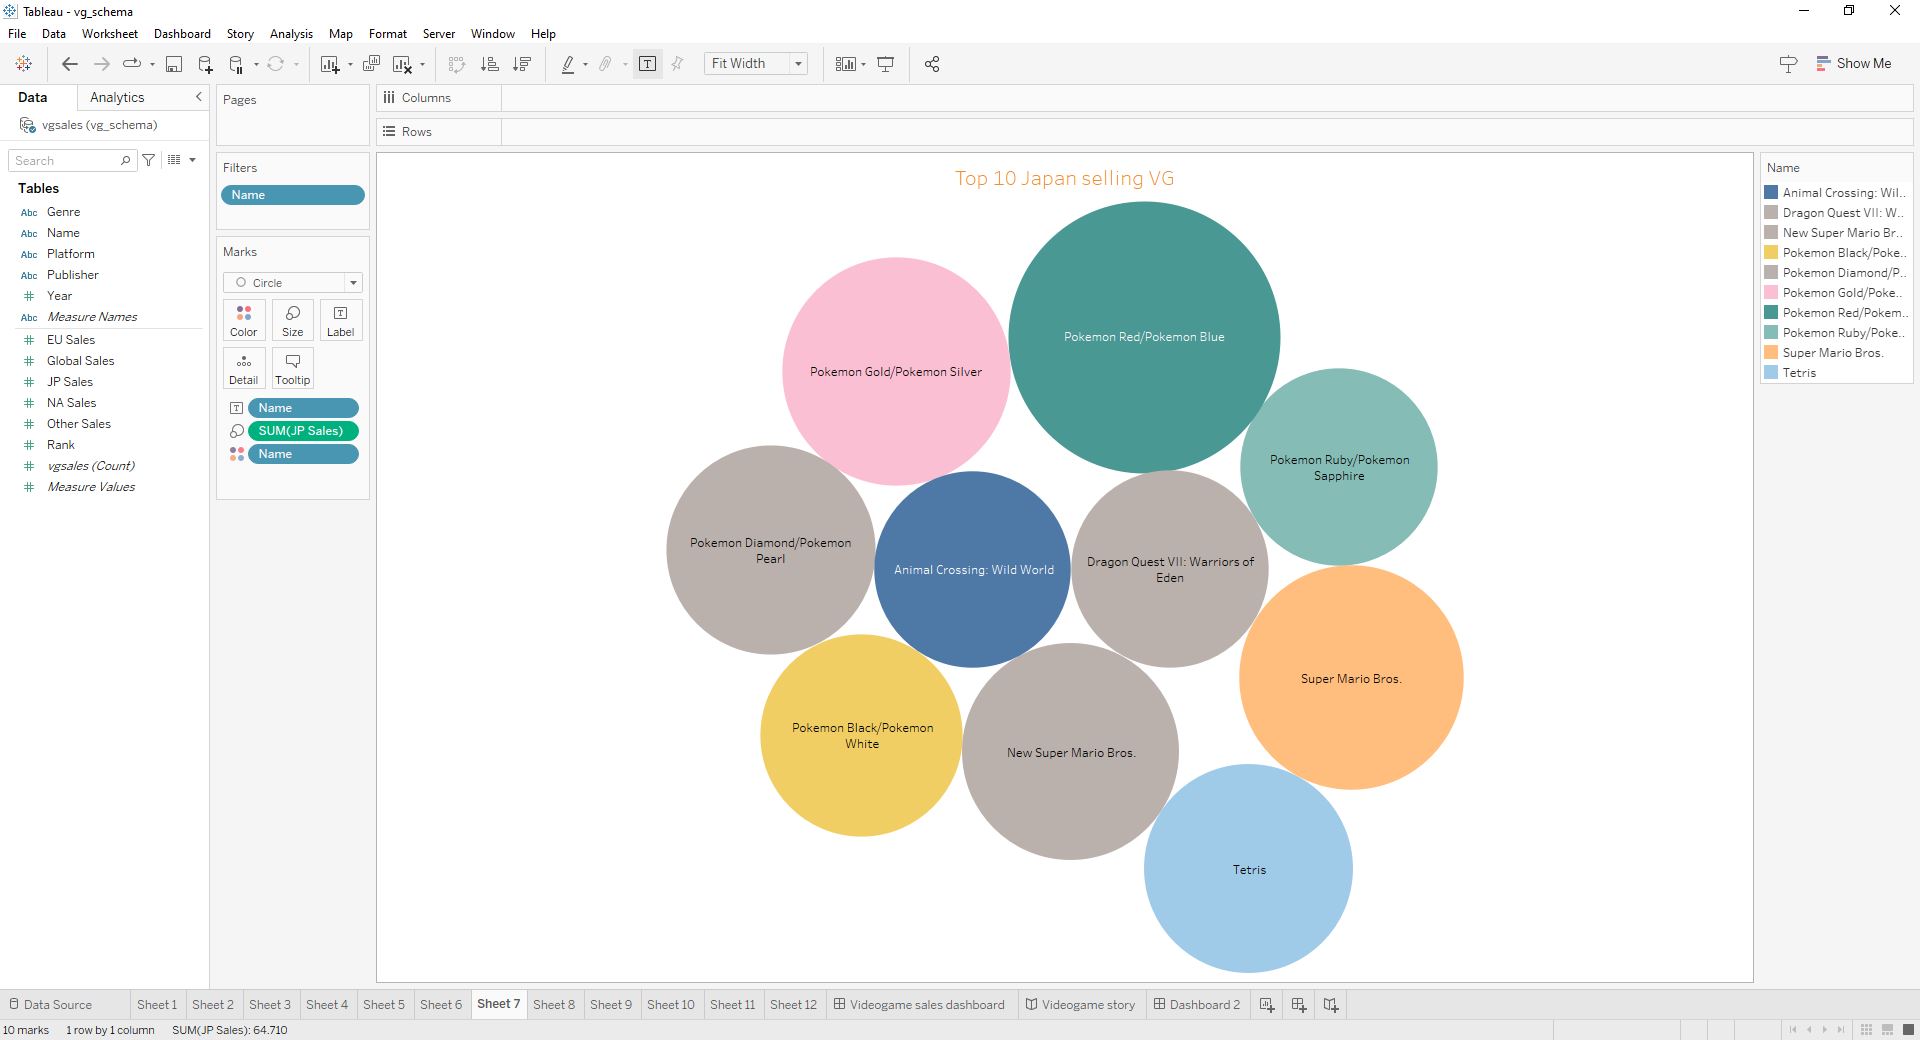 Tableau - vg_schema
File Data Worksheet Dashboard Story Analysis Map Format Server Window Help
Fit Width
Show Me
Data Analytics
vgsales (vg_schema)
Search
Tables
Abc Genre
Abc Name
Abc Platform
Abc Publisher
# Year
Abc Measure Names
# EU Sales
# Global Sales
# JP Sales
# NA Sales
# Other Sales
# Rank
# vgsales (Count)
# Measure Values
Pages
Filters
Name
Marks
Circle
Color Size Label
Detail Tooltip
Name
SUM(JP Sales)
Name
Columns
Rows
Top 10 Japan selling VG
Pokemon Red/Pokemon Blue
Pokemon Gold/Pokemon Silver
Pokemon Ruby/Pokemon
Sapphire
Pokemon Diamond/Pokemon
Pearl
Animal Crossing: Wild World
Dragon Quest VII: Warriors of
Eden
Super Mario Bros.
Pokemon Black/Pokemon
White
New Super Mario Bros.
Tetris
Name
Animal Crossing: Wil..
Dragon Quest VII: W..
New Super Mario Br..
Pokemon Black/Poke..
Pokemon Diamond/P..
Pokemon Gold/Poke..
Pokemon Red/Pokem..
Pokemon Ruby/Poke..
Super Mario Bros.
Tetris
Data Source Sheet 1 Sheet 2 Sheet 3 Sheet 4 Sheet 5 Sheet 6 Sheet 7 Sheet 8 Sheet 9 Sheet 10 Sheet 11 Sheet 12 Videogame sales dashboard Videogame story Dashboard 2
10 marks 1 row by 1 column SUM(JP Sales): 64.710